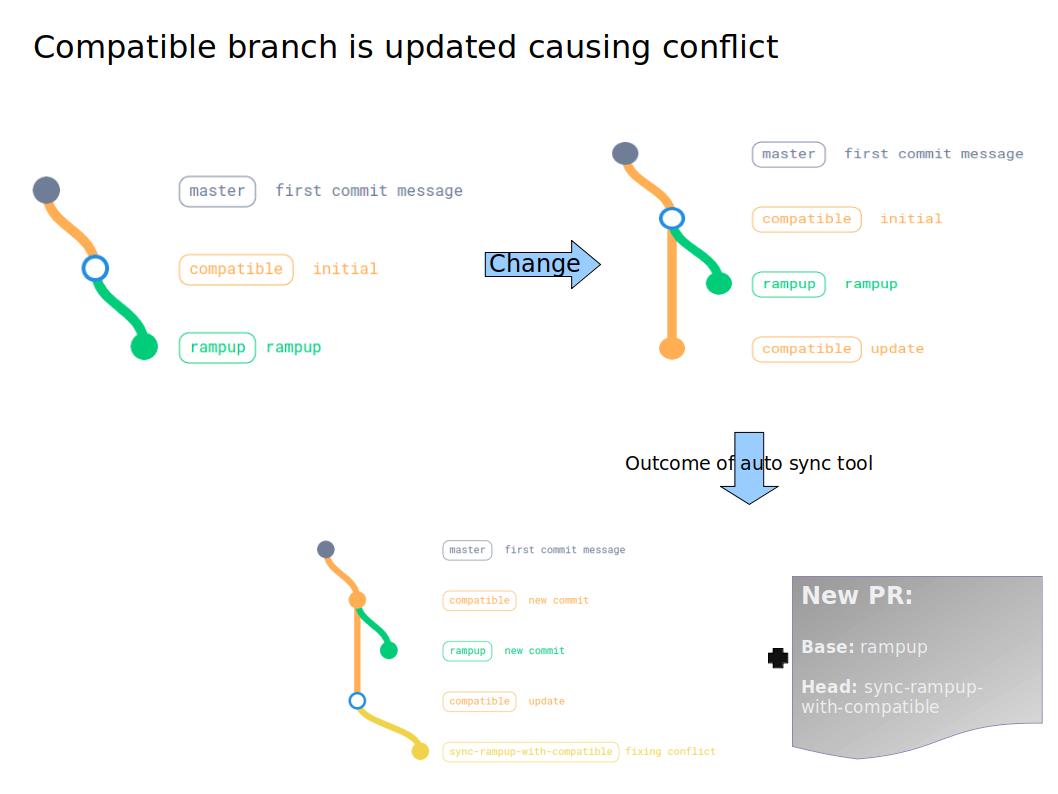 Compatible branch is updated causing conflict
master first commit message
compatible initial
rampup rampup
Change
master first commit message
compatible initial
rampup rampup
compatible update
Outcome of auto sync tool
master first commit message
compatible new commit
rampup new commit
compatible update
sync-rampup-with-compatible fixing conflict
New PR:
Base: rampup
Head: sync-rampup-
with-compatible